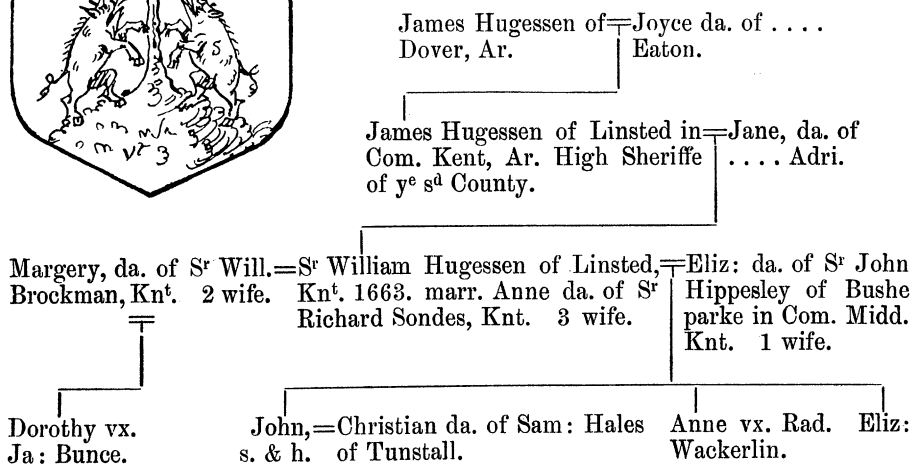 James Hugessen of=Joyce da. of . . . .
Dover, Ar. Eaton.
James Hugessen of Linsted in=Jane, da. of
Com. Kent, Ar. High Sheriffe . . . . Adri.
of yᵉ sᵈ County.
Margery, da. of Sʳ Will.=Sʳ William Hugessen of Linsted,=Eliz: da. of Sʳ John
Brockman, Knᵗ. 2 wife. Knᵗ. 1663. marr. Anne da. of Sʳ Hippesley of Bushe
Richard Sondes, Knt. 3 wife. parke in Com. Midd.
Knt. 1 wife.
Dorothy vx. John,=Christian da. of Sam: Hales Anne vx. Rad. Eliz:
Ja: Bunce. s. & h. of Tunstall. Wackerlin.